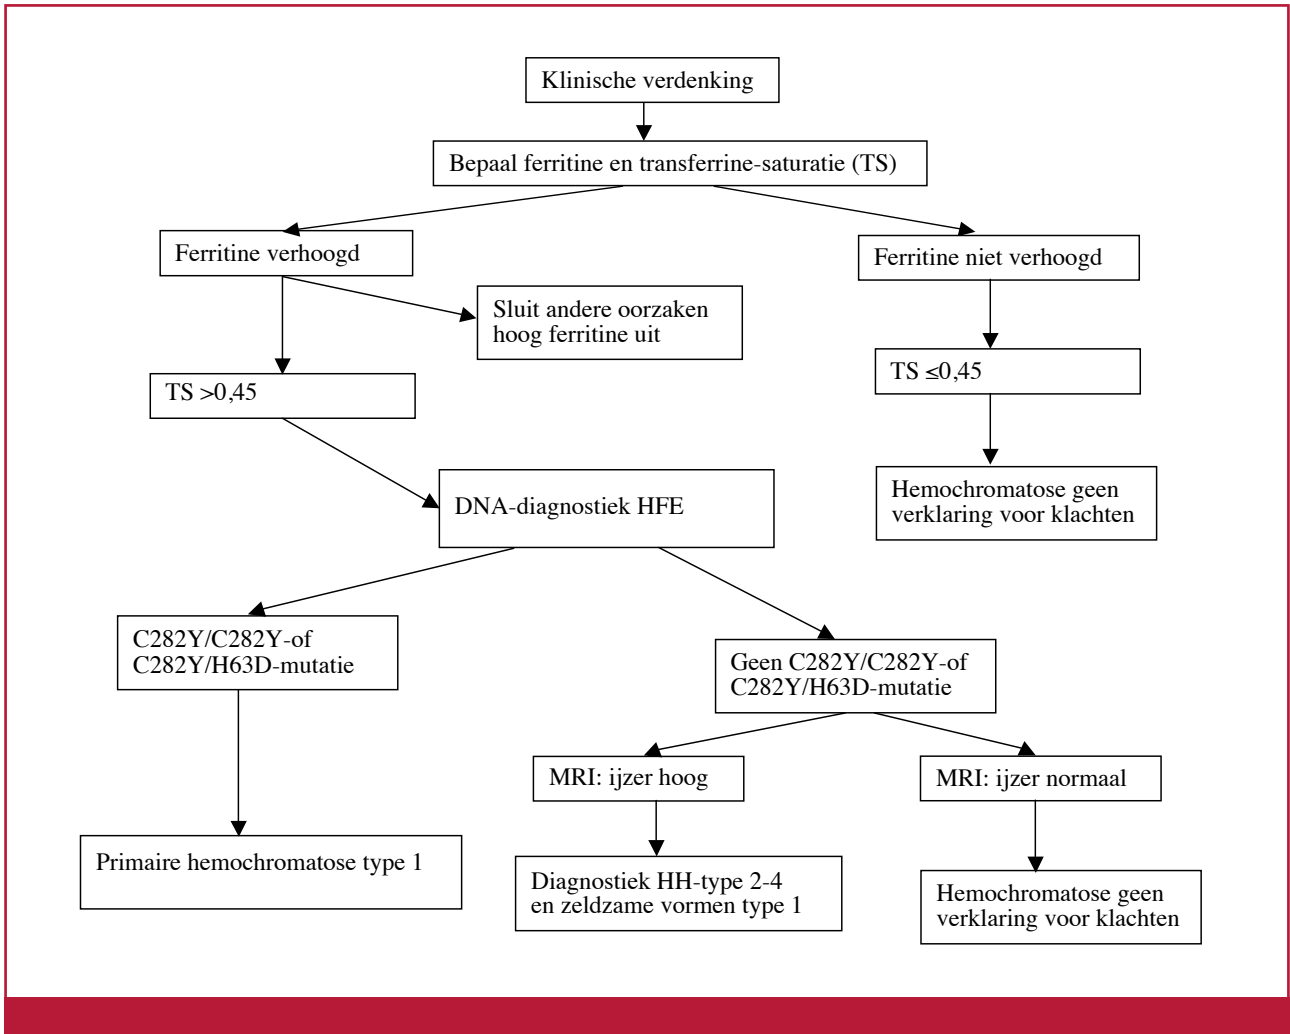 Klinische verdenking
Bepaal ferritine en transferrine-saturatie (TS)
Ferritine verhoogd
Ferritine niet verhoogd
Sluit andere oorzaken
hoog ferritine uit
TS >0,45
TS ≤0,45
Hemochromatose geen
verklaring voor klachten
DNA-diagnostiek HFE
C282Y/C282Y-of
C282Y/H63D-mutatie
Geen C282Y/C282Y-of
C282Y/H63D-mutatie
MRI: ijzer hoog
MRI: ijzer normaal
Primaire hemochromatose type 1
Diagnostiek HH-type 2-4
en zeldzame vormen type 1
Hemochromatose geen
verklaring voor klachten